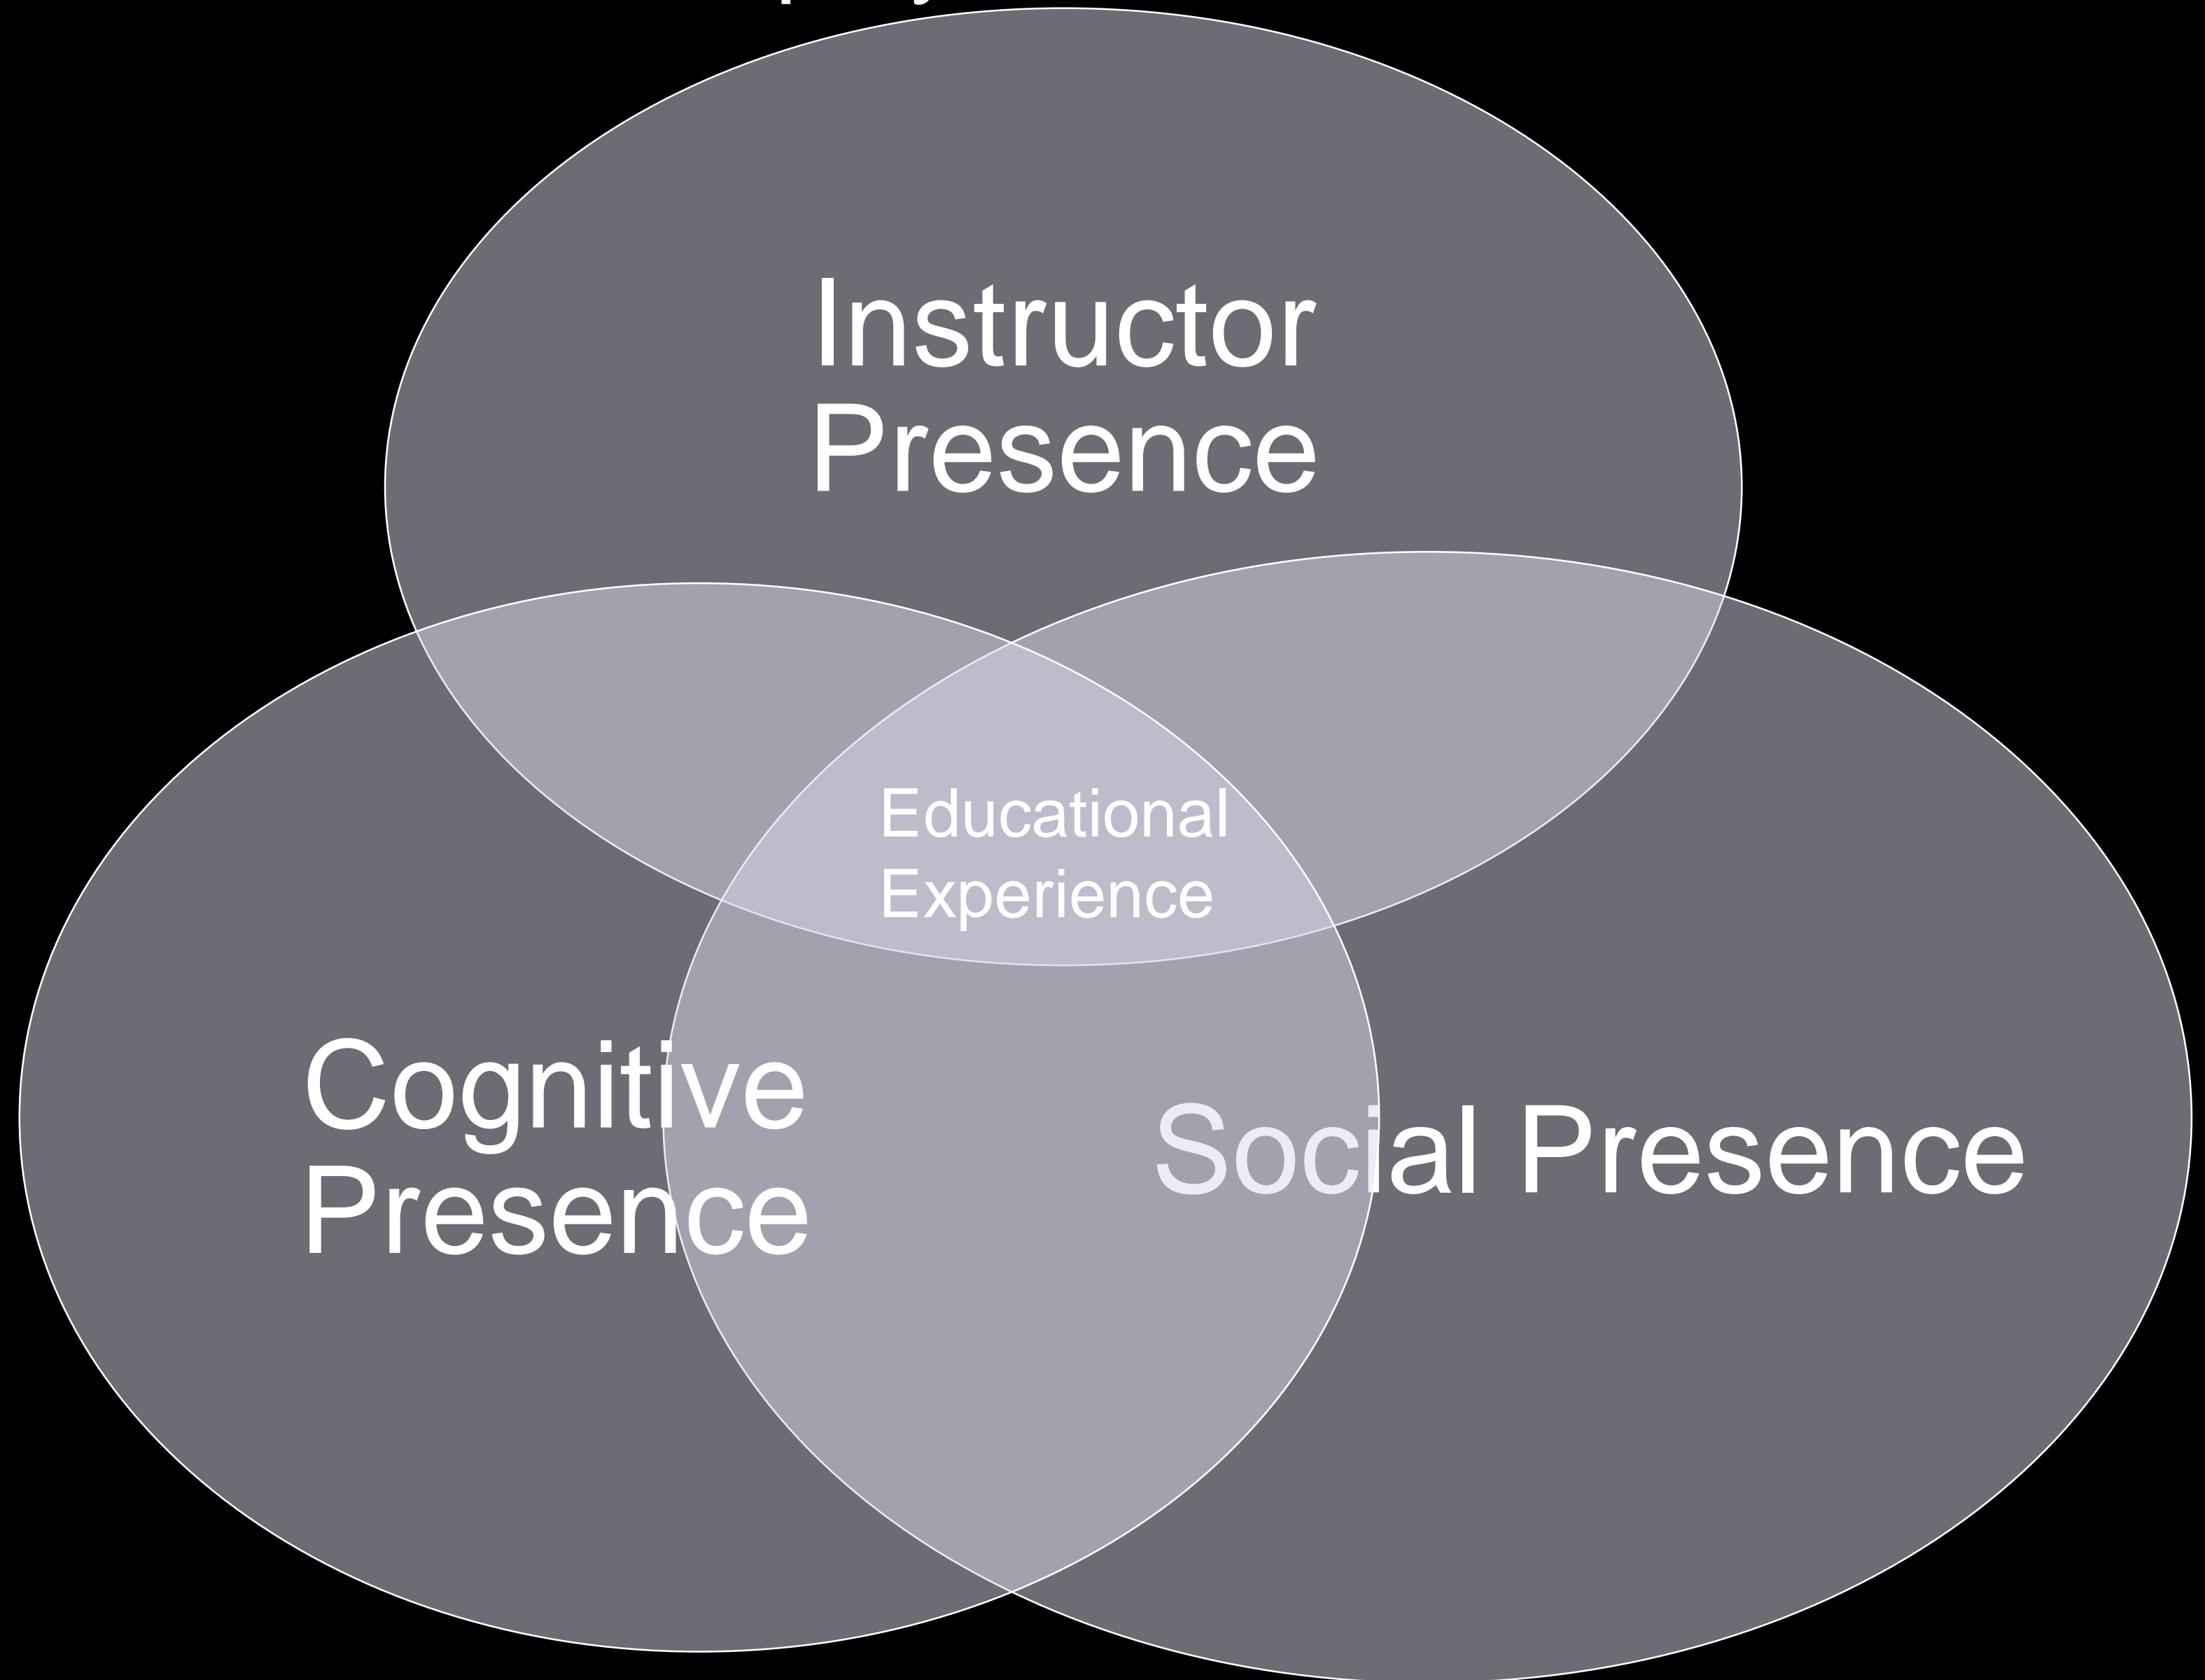 Instructor
Presence
Educational
Experience
Cognitive
Presence
Social Presence